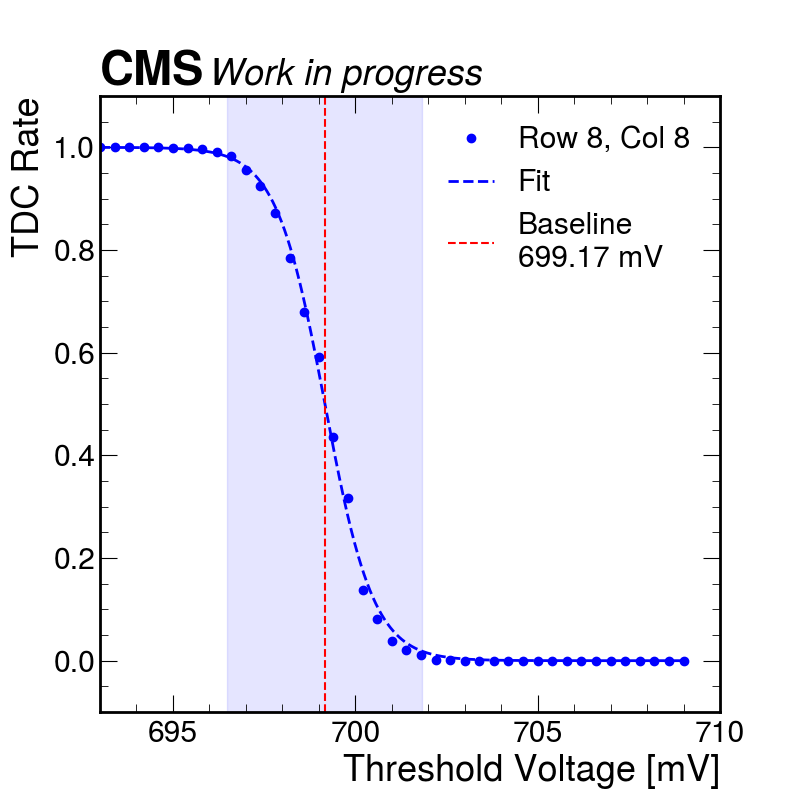 CMS Work in progress
TDC Rate
1.0
0.8
0.6
0.4
0.2
0.0
Row 8, Col 8
Fit
Baseline
699.17 mV
695 700 705 710
Threshold Voltage [mV]